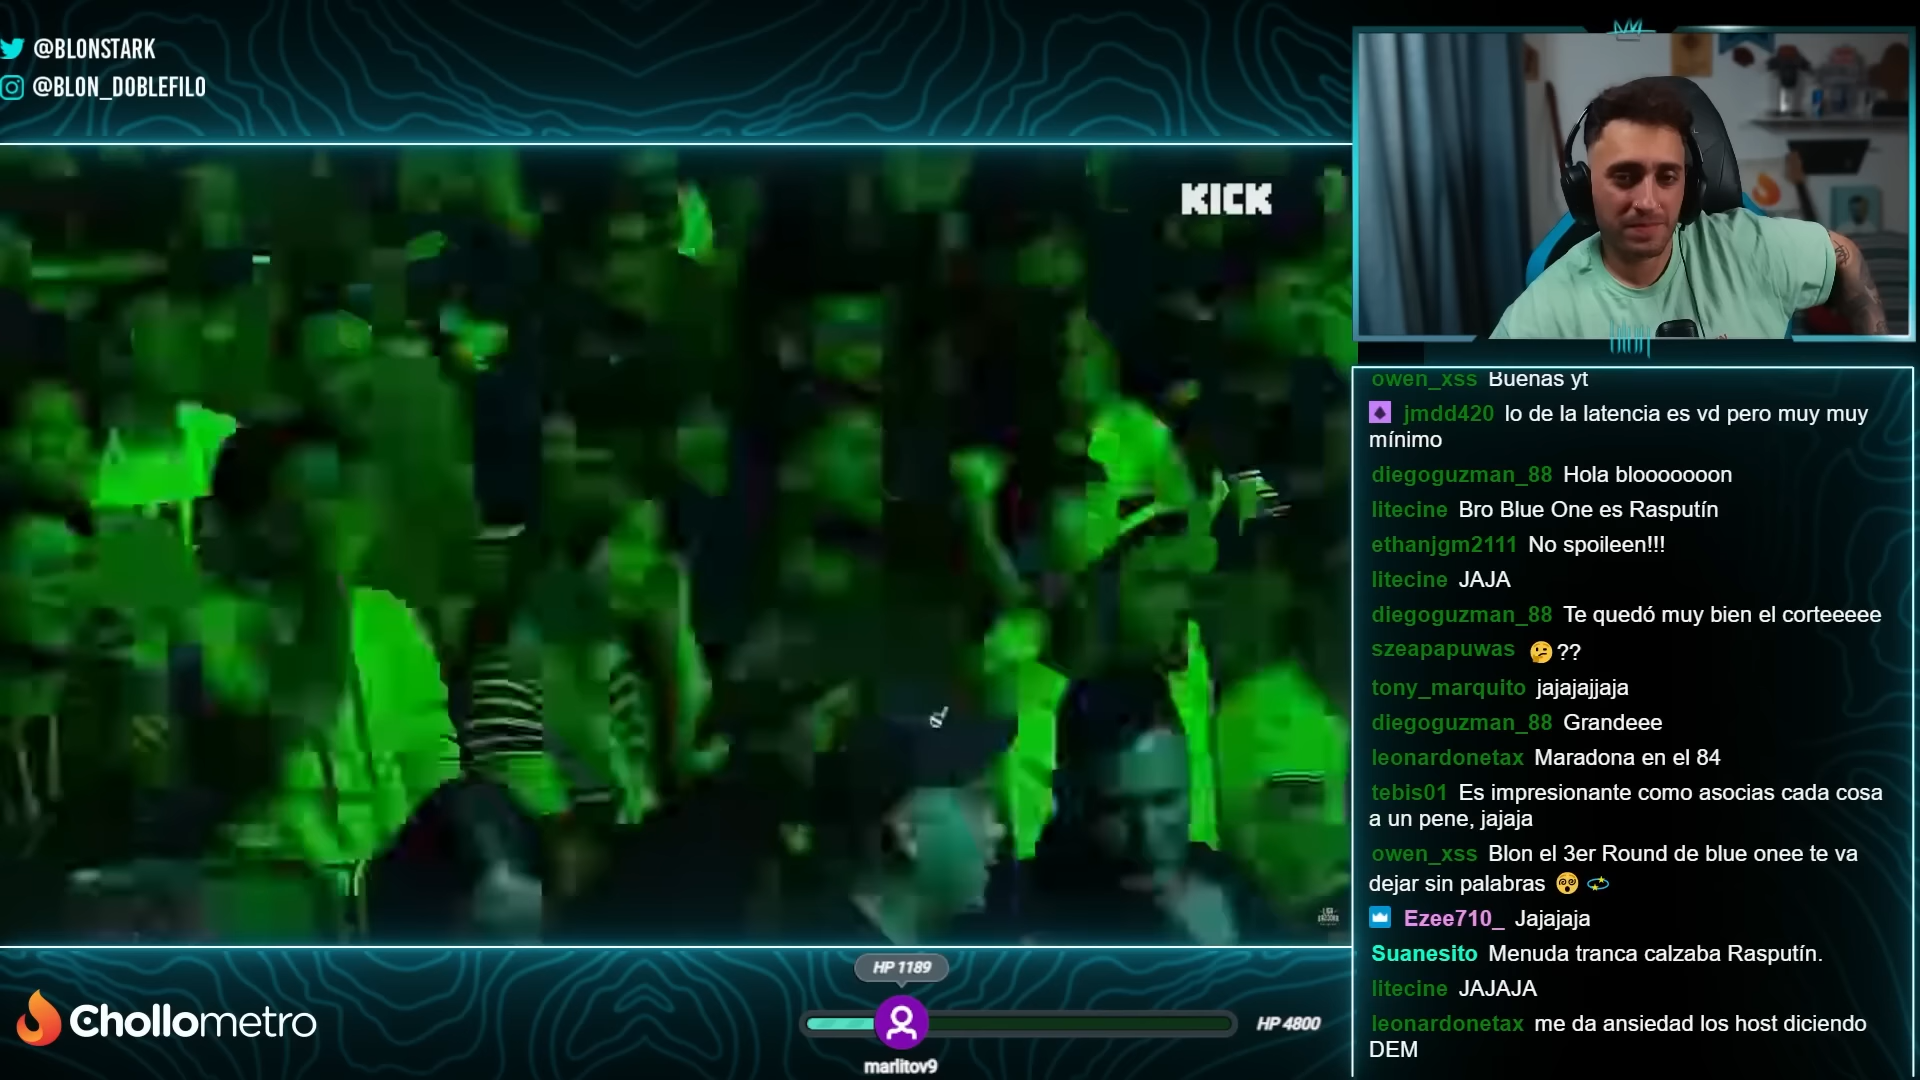 @BLONSTARK
@BLON_DOBLEFILO
KICK
owen_xss Buenas yt
jmdd420 lo de la latencia es vd pero muy muy
mínimo
diegoguzman_88 Hola blooooooon
litecine Bro Blue One es Rasputín
ethanjgm2111 No spoileen!!!
litecine JAJA
diegoguzman_88 Te quedó muy bien el corteeeee
szeapapuwas 🤔??
tony_marquito jajajajjaja
diegoguzman_88 Grandeee
leonardonetax Maradona en el 84
tebis01 Es impresionante como asocias cada cosa
a un pene, jajaja
owen_xss Blon el 3er Round de blue onee te va
dejar sin palabras 😵‍💫
Ezee710_ Jajajaja
Suanesito Menuda tranca calzaba Rasputín.
litecine JAJAJA
leonardonetax me da ansiedad los host diciendo
DEM
HP 1189
HP 4800
marlitov9
Chollometro